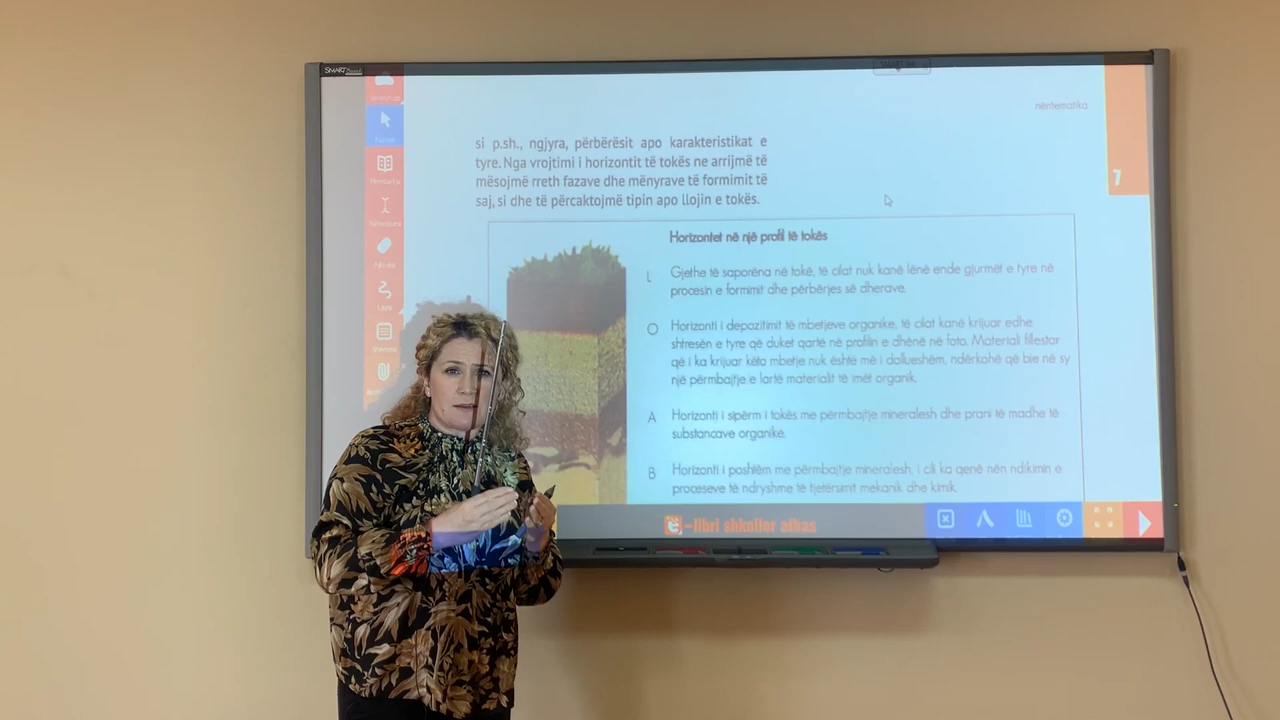 SMART Board
nëntematika
7
si p.sh., ngjyra, përbërësit apo karakteristikat e
tyre. Nga vrojtimi i horizontit të tokës ne arrijmë të
mësojmë rreth fazave dhe mënyrave të formimit të
saj, si dhe të përcaktojmë tipin apo llojin e tokës.
Horizontet në një profil të tokës
L Gjethe të saporëna në tokë, të cilat nuk kanë lënë ende gjurmët e tyre në
procesin e formimit dhe përbërjes së dherave.
O Horizonti i depozitimit të mbetjeve organike, të cilat kanë krijuar edhe
shtresën e tyre që duket qartë në profilin e dhënë në foto. Materiali fillestar
që i ka krijuar këto mbetje nuk është më i dallueshëm, ndërkohë që bie në sy
një përmbajtje e lartë materialit të imët organik.
A Horizonti i sipërm i tokës me përmbajtje mineralesh dhe prani të madhe të
substancave organike.
B Horizonti i poshtëm me përmbajtje mineralesh, i cili ka qenë nën ndikimin e
proceseve të ndryshme të tjetërsimit mekanik dhe kimik.
e-libri shkollor albas